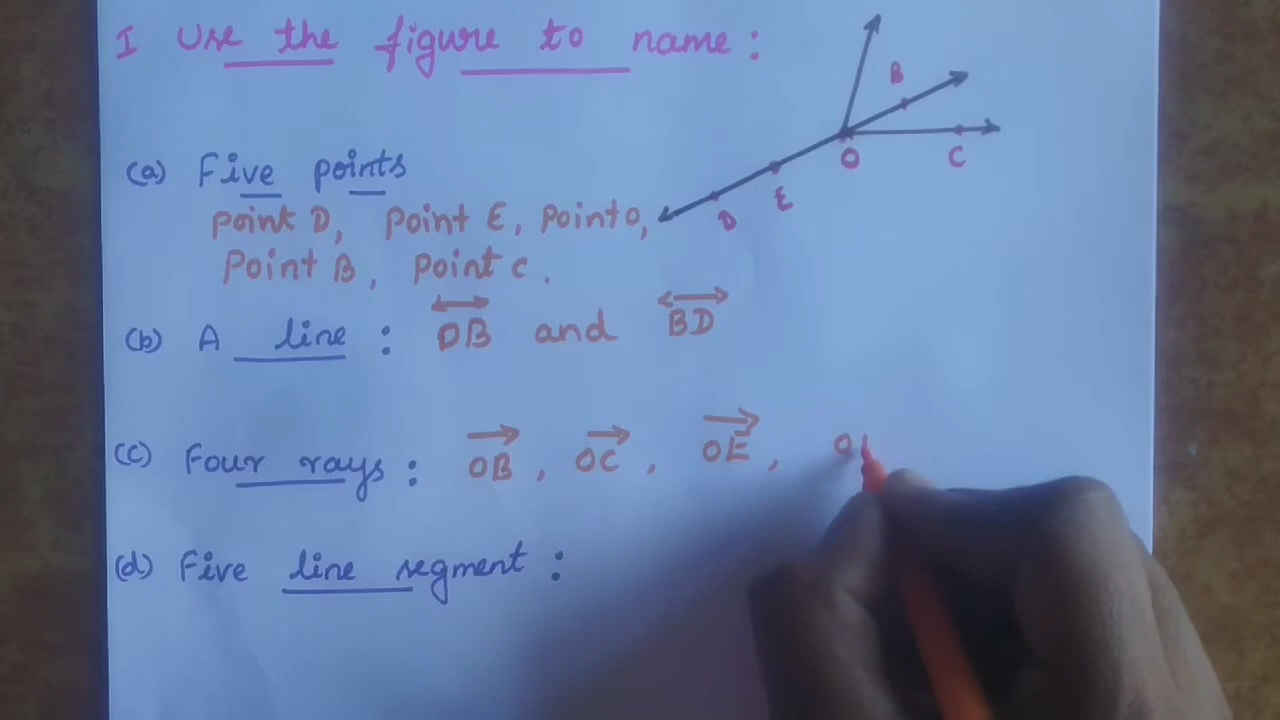 I Use the figure to name :
B
O
C
E
D
(a) Five points
point D, point E, point O,
Point B, point C.
(b) A line : DB and BD
(c) Four rays : OB, OC, OE, O
(d) Five line segment :